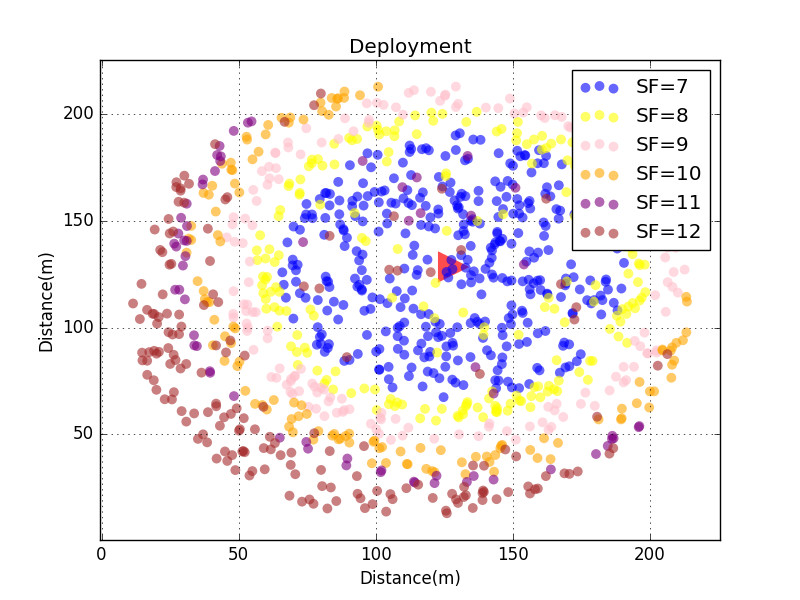 Deployment
SF=7
SF=8
SF=9
SF=10
SF=11
SF=12
200
150
100
50
0
50
100
150
200
Distance(m)
Distance(m)